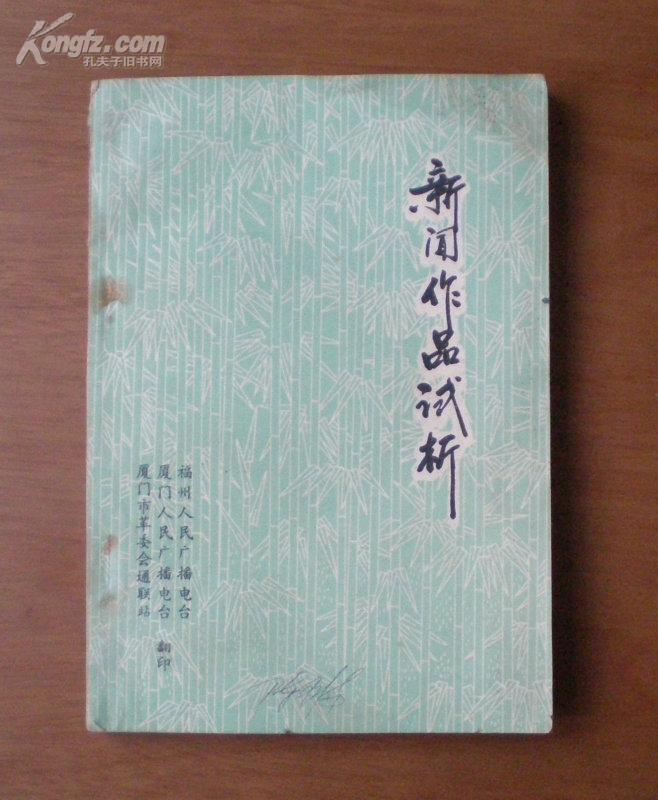 Kongfz.com
孔夫子旧书网
新闻作品试析
福州人民广播电台
厦门人民广播电台
厦门市革委会通联站
翻印